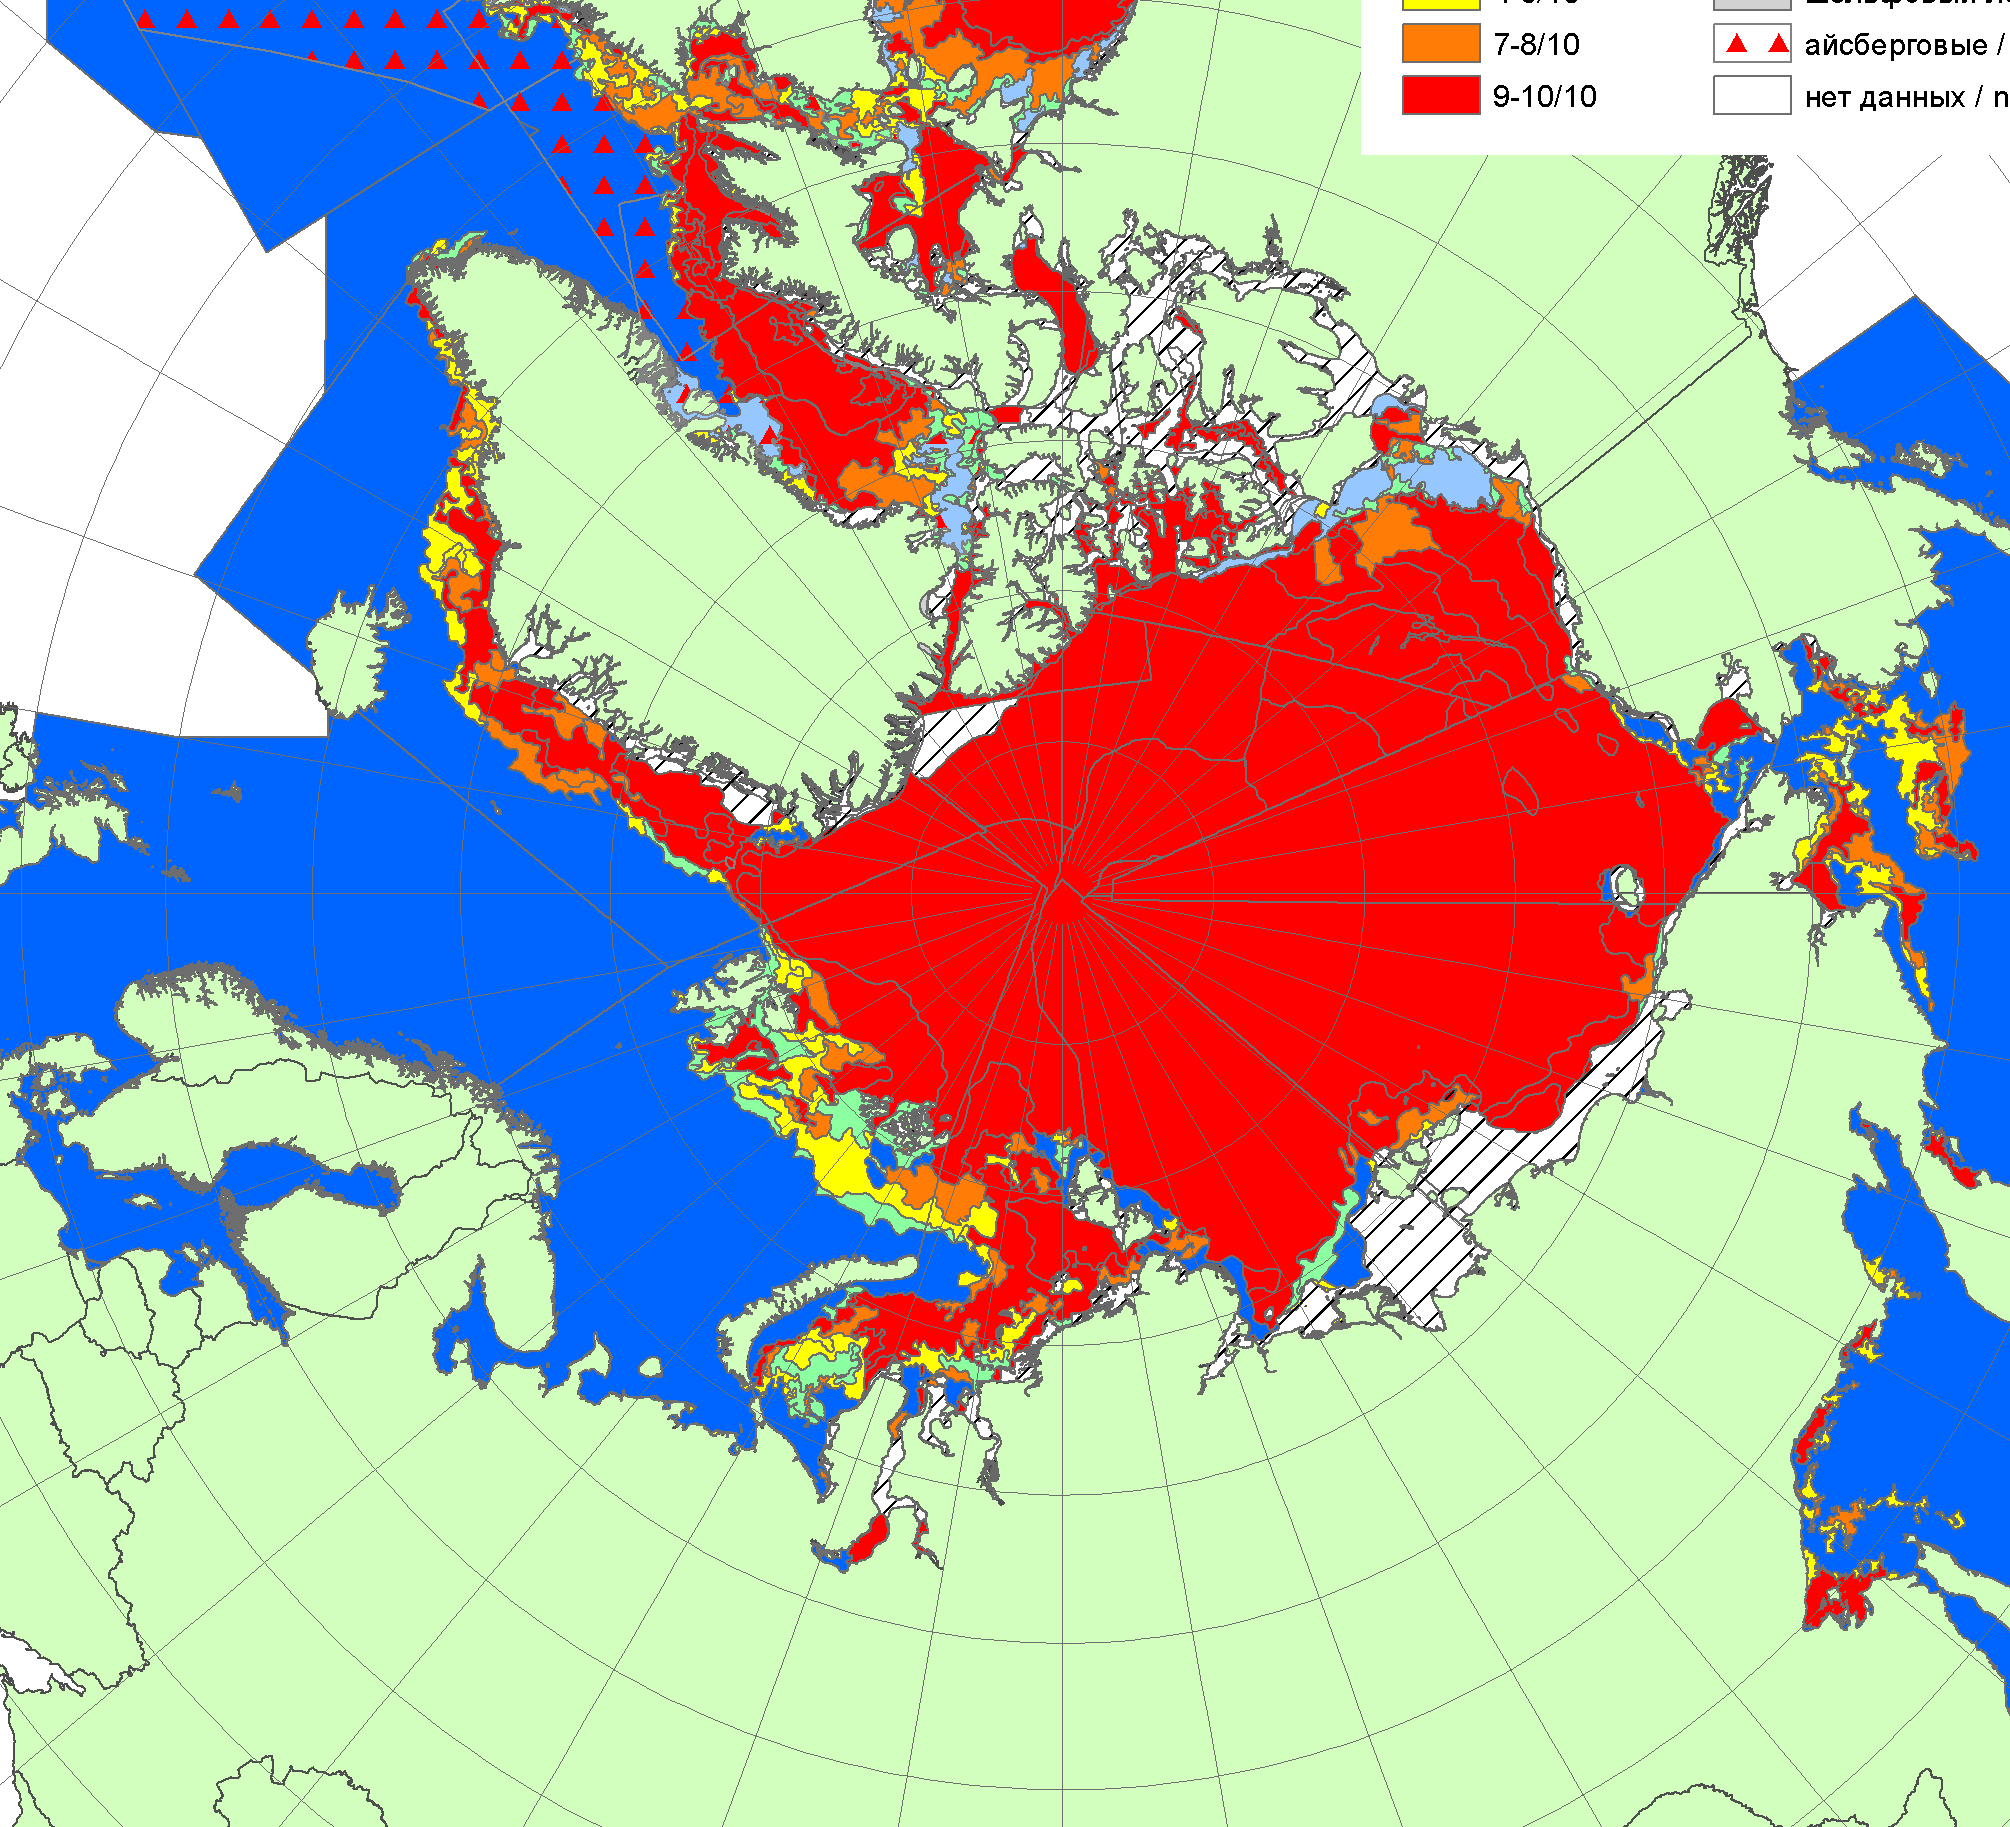 7-8/10
9-10/10
айсберговые /
нет данных /